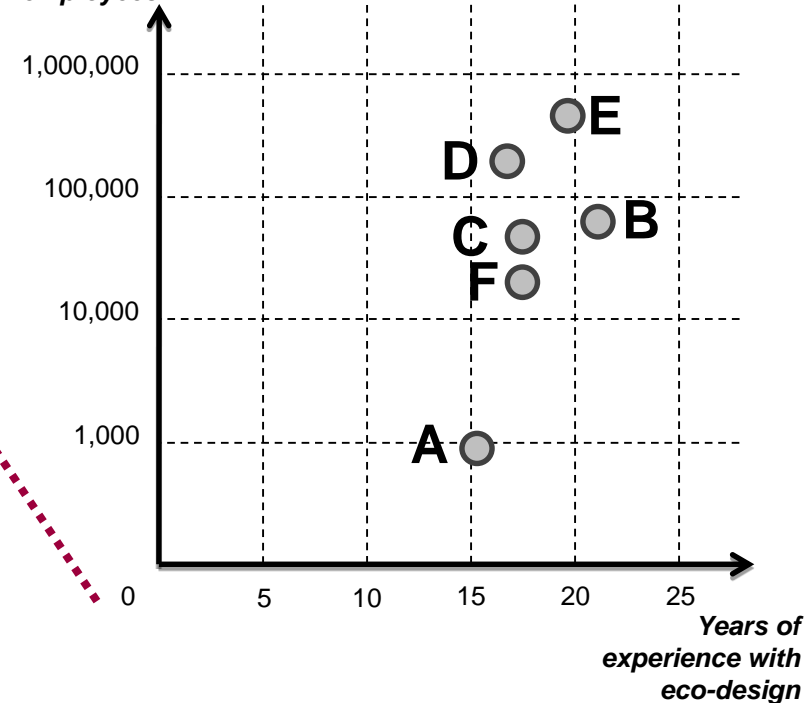 1,000,000
E
D
100,000
B
C
F
10,000
A
1,000
0
5
10
15
20
25
Years of
experience with
eco-design